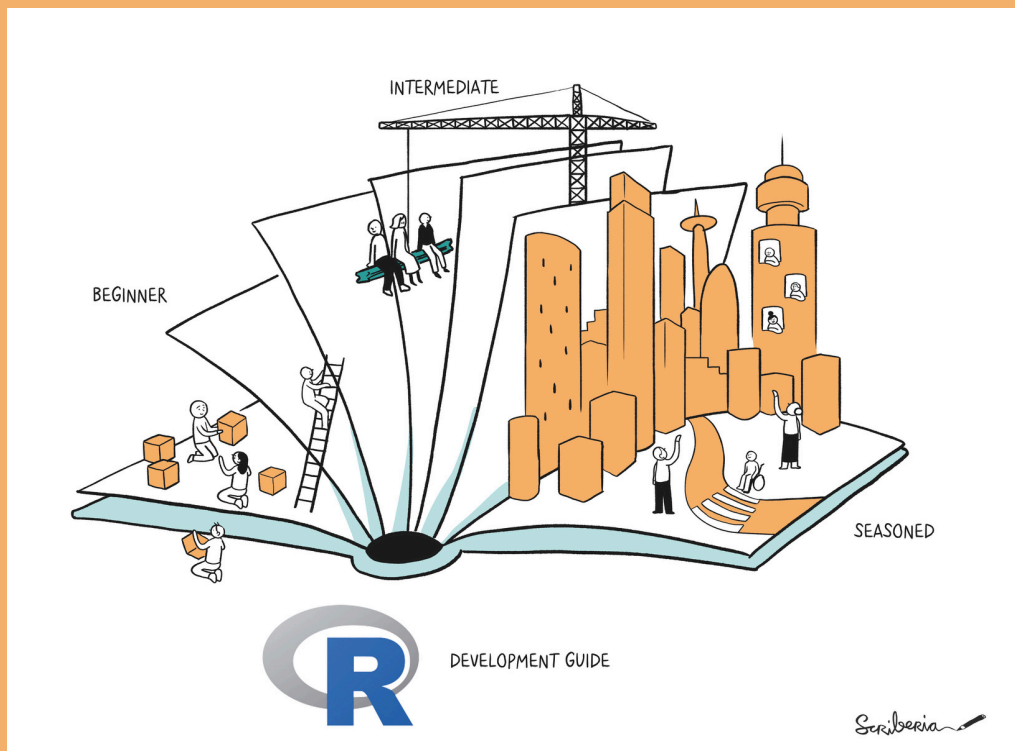 INTERMEDIATE
BEGINNER
SEASONED
R DEVELOPMENT GUIDE
Scriberia